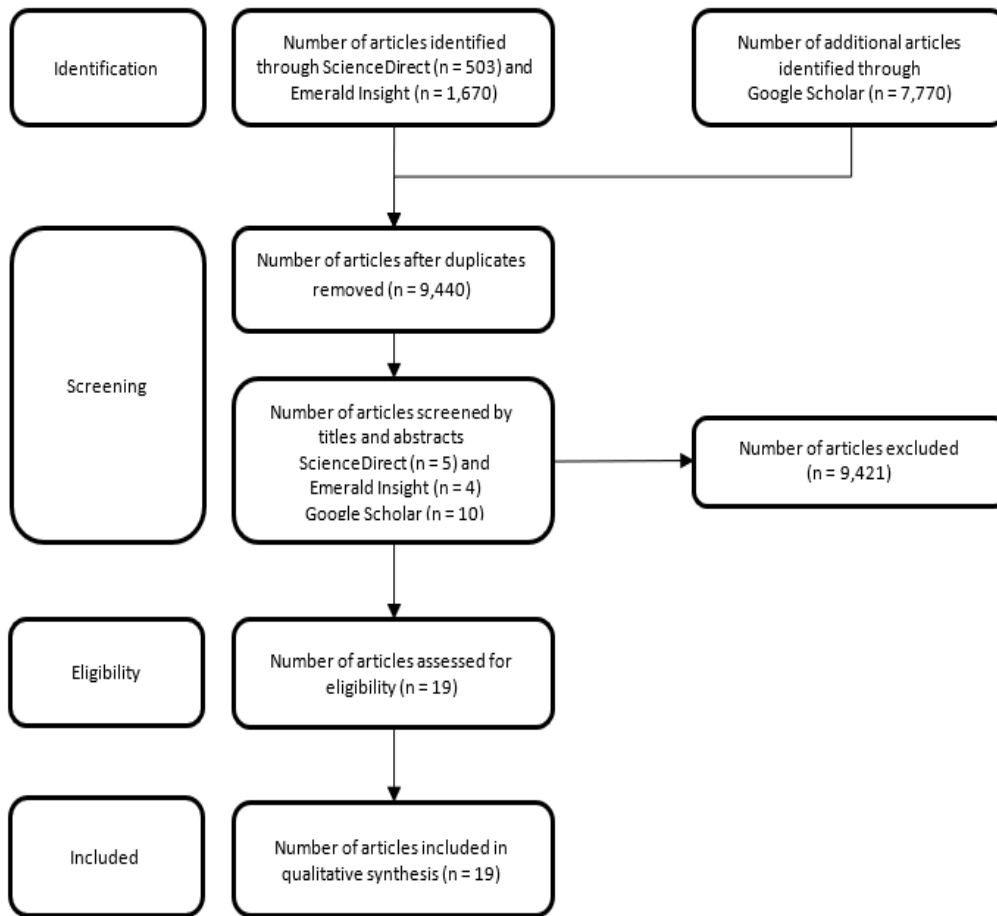 Identification
Number of articles identified
through ScienceDirect (n = 503) and
Emerald Insight (n = 1,670)
Number of additional articles
identified through
Google Scholar (n = 7,770)
Screening
Number of articles after duplicates
removed (n = 9,440)
Number of articles screened by
titles and abstracts
ScienceDirect (n = 5) and
Emerald Insight (n = 4)
Google Scholar (n = 10)
Number of articles excluded
(n = 9,421)
Eligibility
Number of articles assessed for
eligibility (n = 19)
Included
Number of articles included in
qualitative synthesis (n = 19)